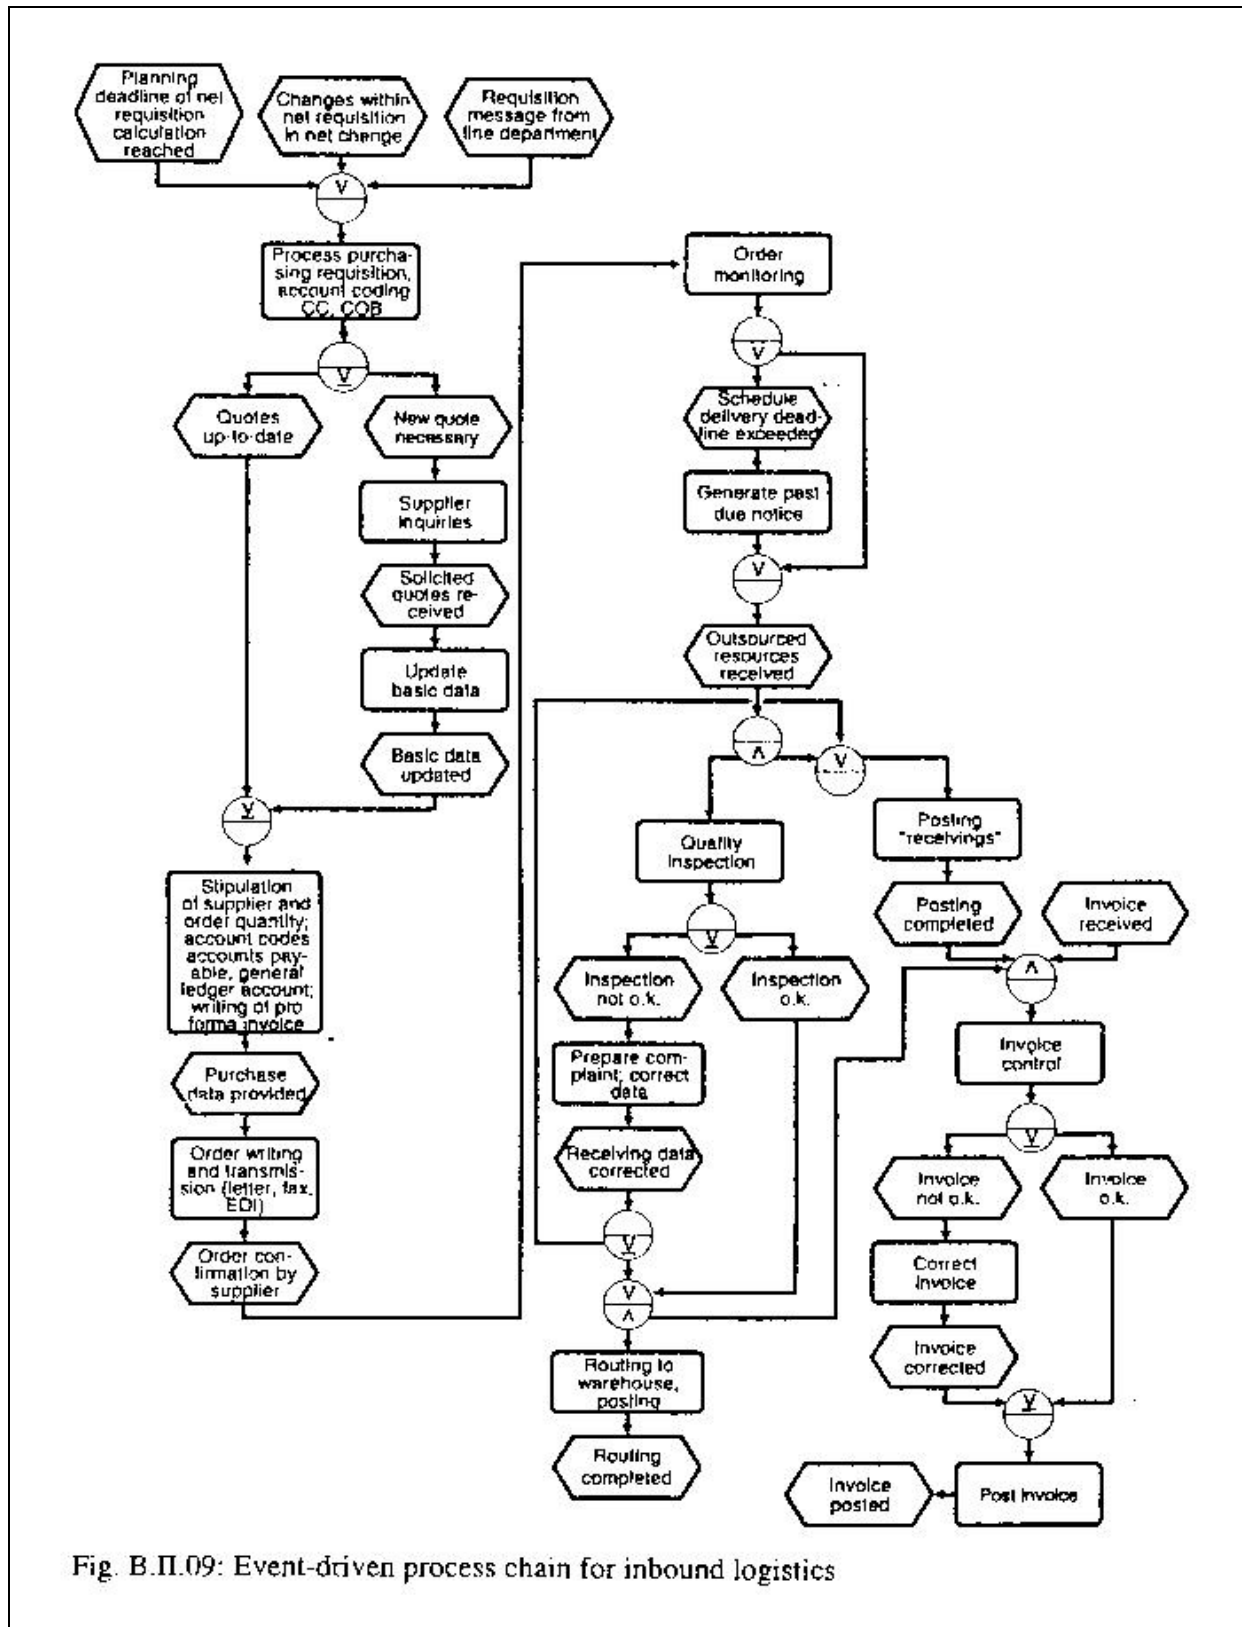 Planning
deadline of net
requisition
calculation
reached
Changes within
net requisition
in net change
Requisition
message from
line department
V
Process purcha-
sing requisition,
account coding
CC, COB
V
Quotes
up-to-date
New quote
necessary
Supplier
inquiries
Solicited
quotes re-
ceived
Update
basic data
Basic data
updated
V
Stipulation
of supplier and
order quantity;
account codes
accounts pay-
able, general
ledger account;
writing of pro
forma invoice
Purchase
data provided
Order writing
and transmis-
sion (letter, fax,
EDI)
Order con-
firmation by
supplier
Order
monitoring
V
Schedule
delivery dead-
line exceeded
Generate past
due notice
V
Outsourced
resources
received
Λ
V
Quality
inspection
V
Inspection
not o.k.
Inspection
o.k.
Prepare com-
plaint; correct
data
Receiving data
corrected
V
V
Λ
Routing to
warehouse,
posting
Routing
completed
Posting
"receivings"
Posting
completed
Invoice
received
Λ
Invoice
control
V
Invoice
not o.k.
Invoice
o.k.
Correct
invoice
Invoice
corrected
V
Post invoice
Invoice
posted
Fig. B.II.09: Event-driven process chain for inbound logistics